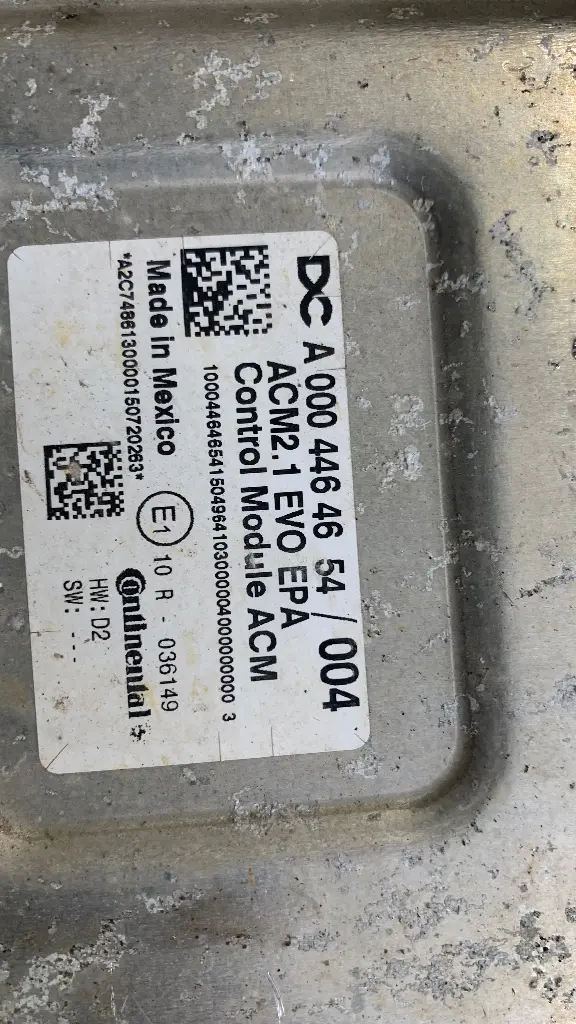 DC A 000 446 46 54 / 004
ACM2.1 EVO EPA
Control Module ACM
10004464654150496410300000400000000000 3
Made in Mexico
E1 10 R - 036149
*A2C7486130000150720263*
Continental
HW: D2
SW: ---